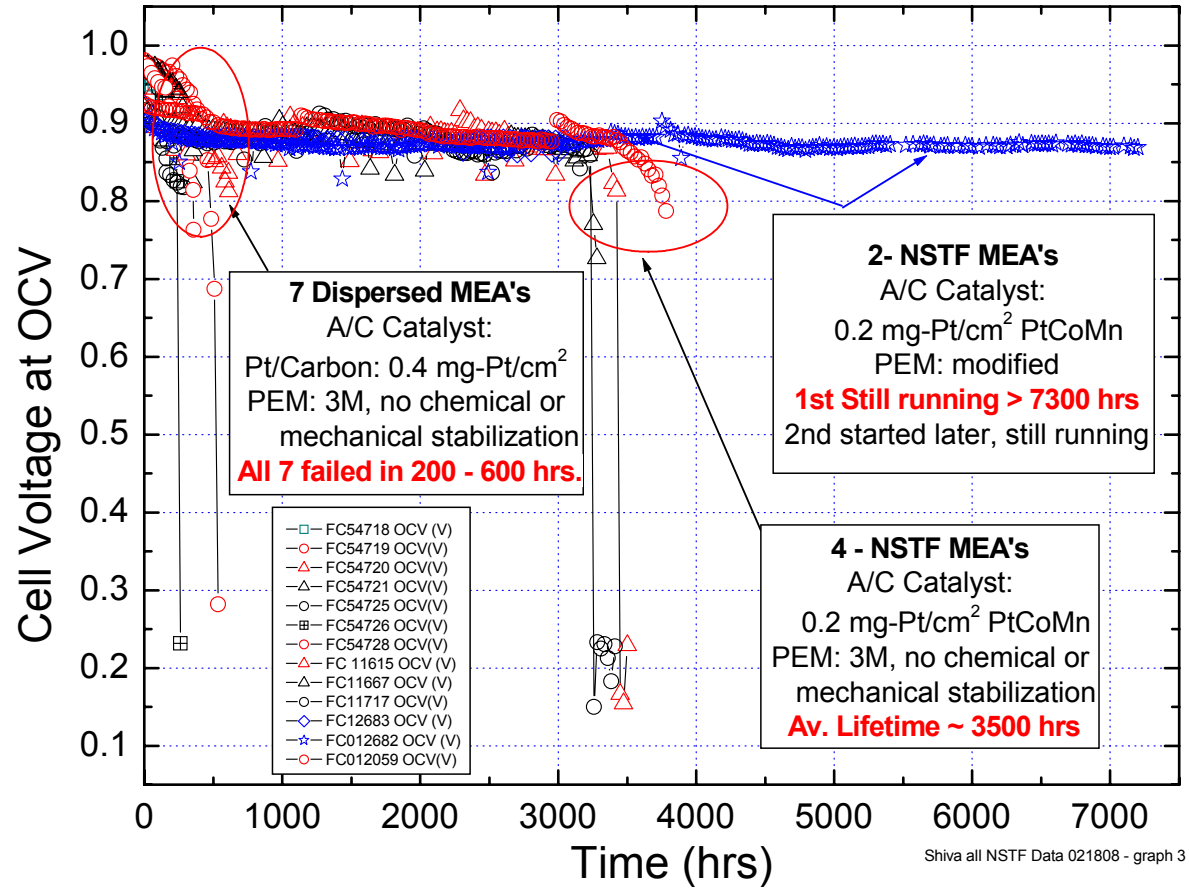 1.0
0.9
0.8
0.7
0.6
0.5
0.4
0.3
0.2
0.1
Cell Voltage at OCV
7 Dispersed MEA's
A/C Catalyst:
Pt/Carbon: 0.4 mg-Pt/cm²
PEM: 3M, no chemical or
mechanical stabilization
All 7 failed in 200 - 600 hrs.
2- NSTF MEA's
A/C Catalyst:
0.2 mg-Pt/cm² PtCoMn
PEM: modified
1st Still running > 7300 hrs
2nd started later, still running
4 - NSTF MEA's
A/C Catalyst:
0.2 mg-Pt/cm² PtCoMn
PEM: 3M, no chemical or
mechanical stabilization
Av. Lifetime ~ 3500 hrs
FC54718 OCV (V)
FC54719 OCV(V)
FC54720 OCV(V)
FC54721 OCV(V)
FC54725 OCV(V)
FC54726 OCV(V)
FC54728 OCV(V)
FC 11615 OCV (V)
FC11667 OCV (V)
FC11717 OCV(V)
FC12683 OCV (V)
FC012682 OCV (V)
FC012059 OCV(V)
0 1000 2000 3000 4000 5000 6000 7000
Time (hrs)
Shiva all NSTF Data 021808 - graph 3